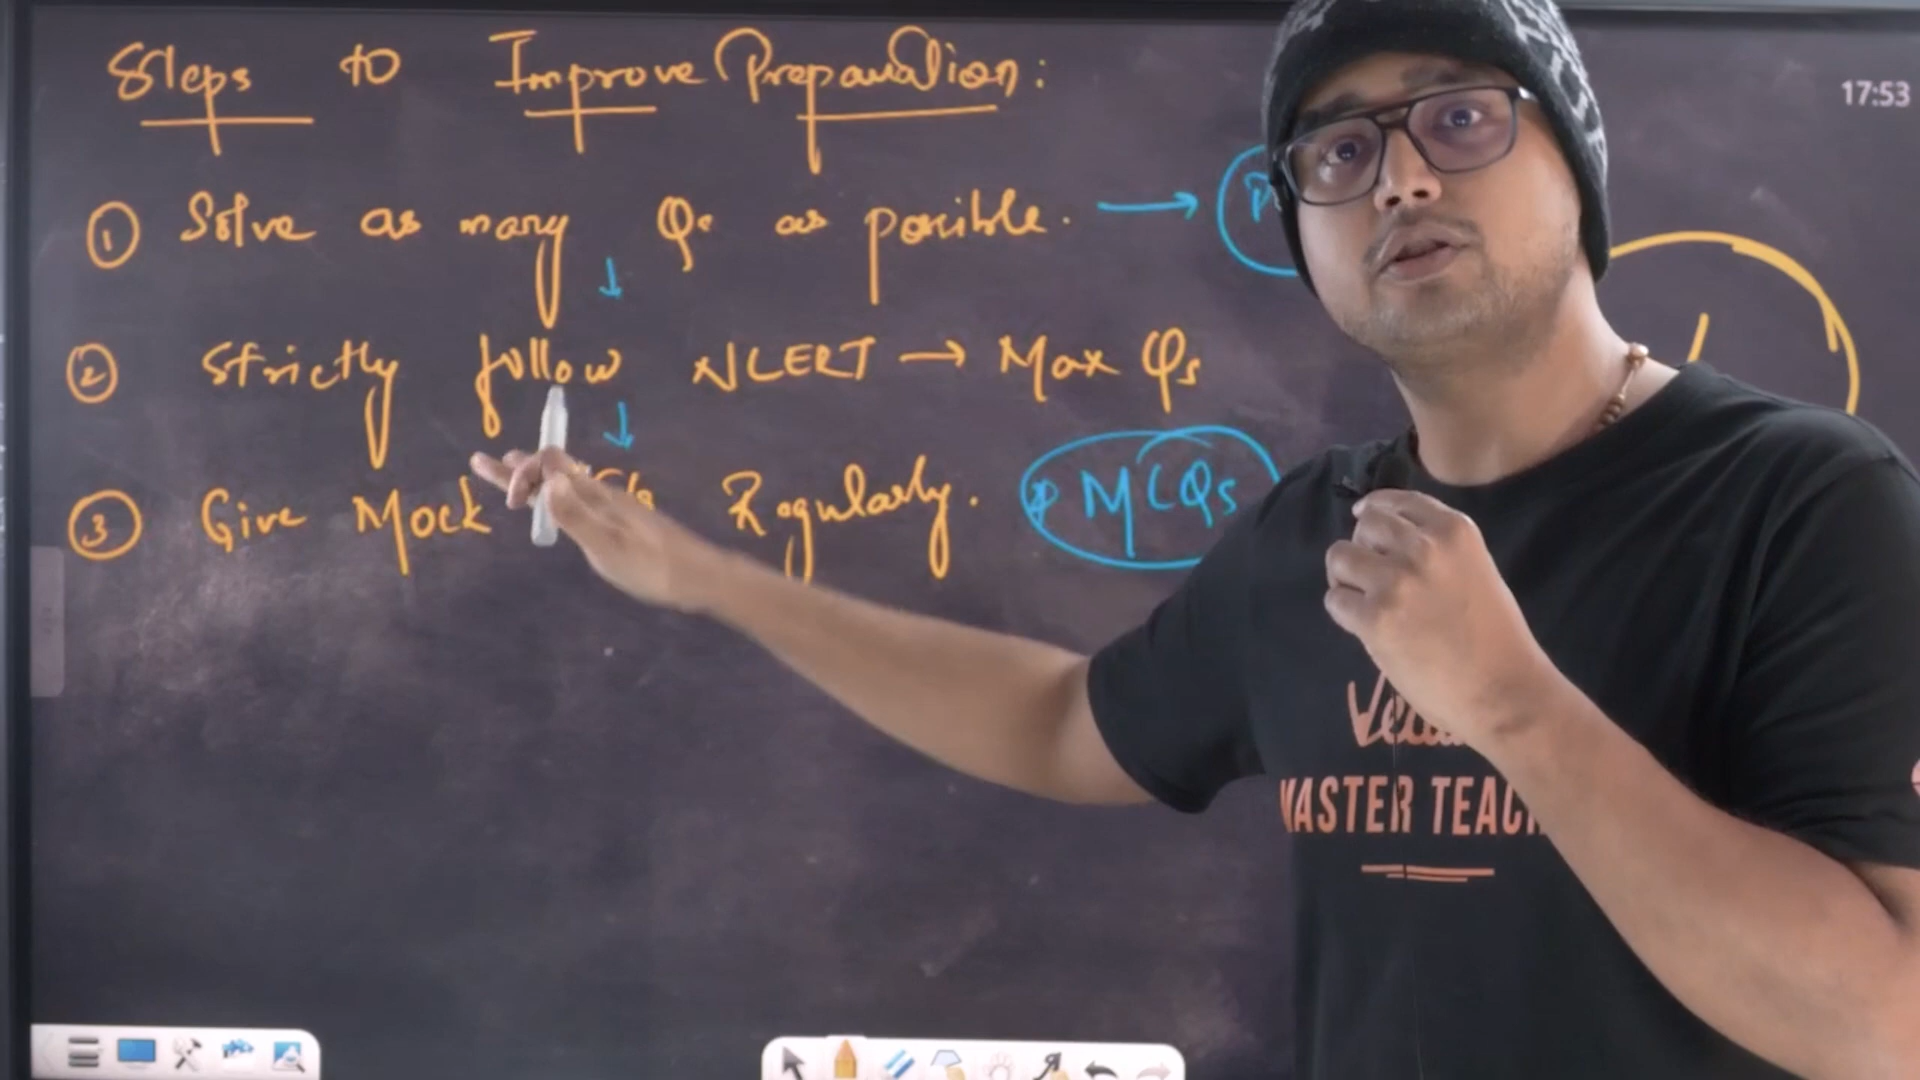 Steps to Improve Preparation:
17:53
① Solve as many Qs as possible. →
② Strictly follow NCERT → Max Qs
③ Give Mock Regularly. * MCQs
MASTER TEAC